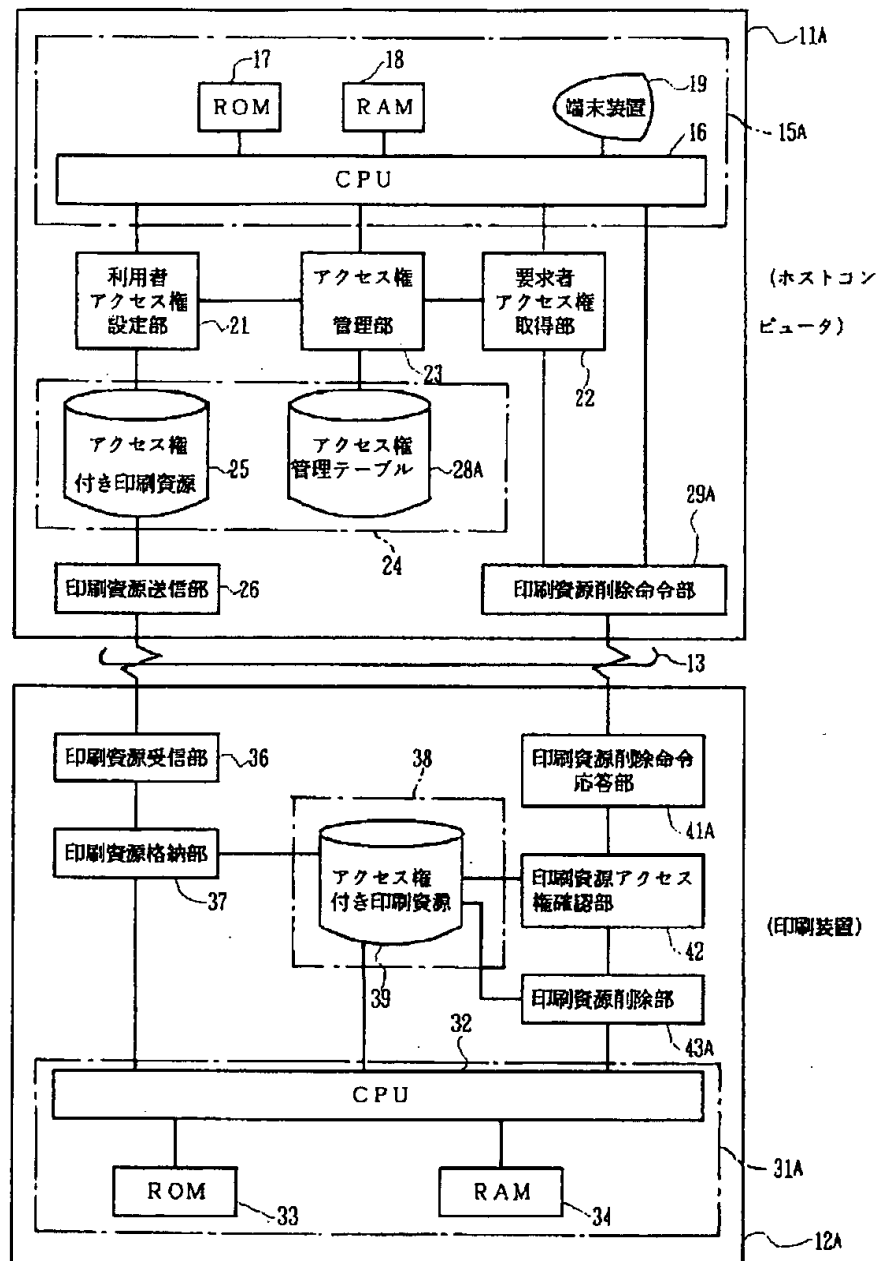 11A
17
18
19
ROM
RAM
端末装置
16
15A
CPU
利用者
アクセス権
設定部
21
アクセス権
管理部
23
要求者
アクセス権
取得部
22
(ホストコン
ピュータ)
アクセス権
付き印刷資源
25
アクセス権
管理テーブル
28A
24
29A
印刷資源送信部
26
印刷資源削除命令部
13
印刷資源受信部
36
38
印刷資源削除命令
応答部
41A
印刷資源格納部
37
アクセス権
付き印刷資源
39
印刷資源アクセス
権確認部
42
(印刷装置)
印刷資源削除部
43A
32
CPU
31A
ROM
33
RAM
34
12A